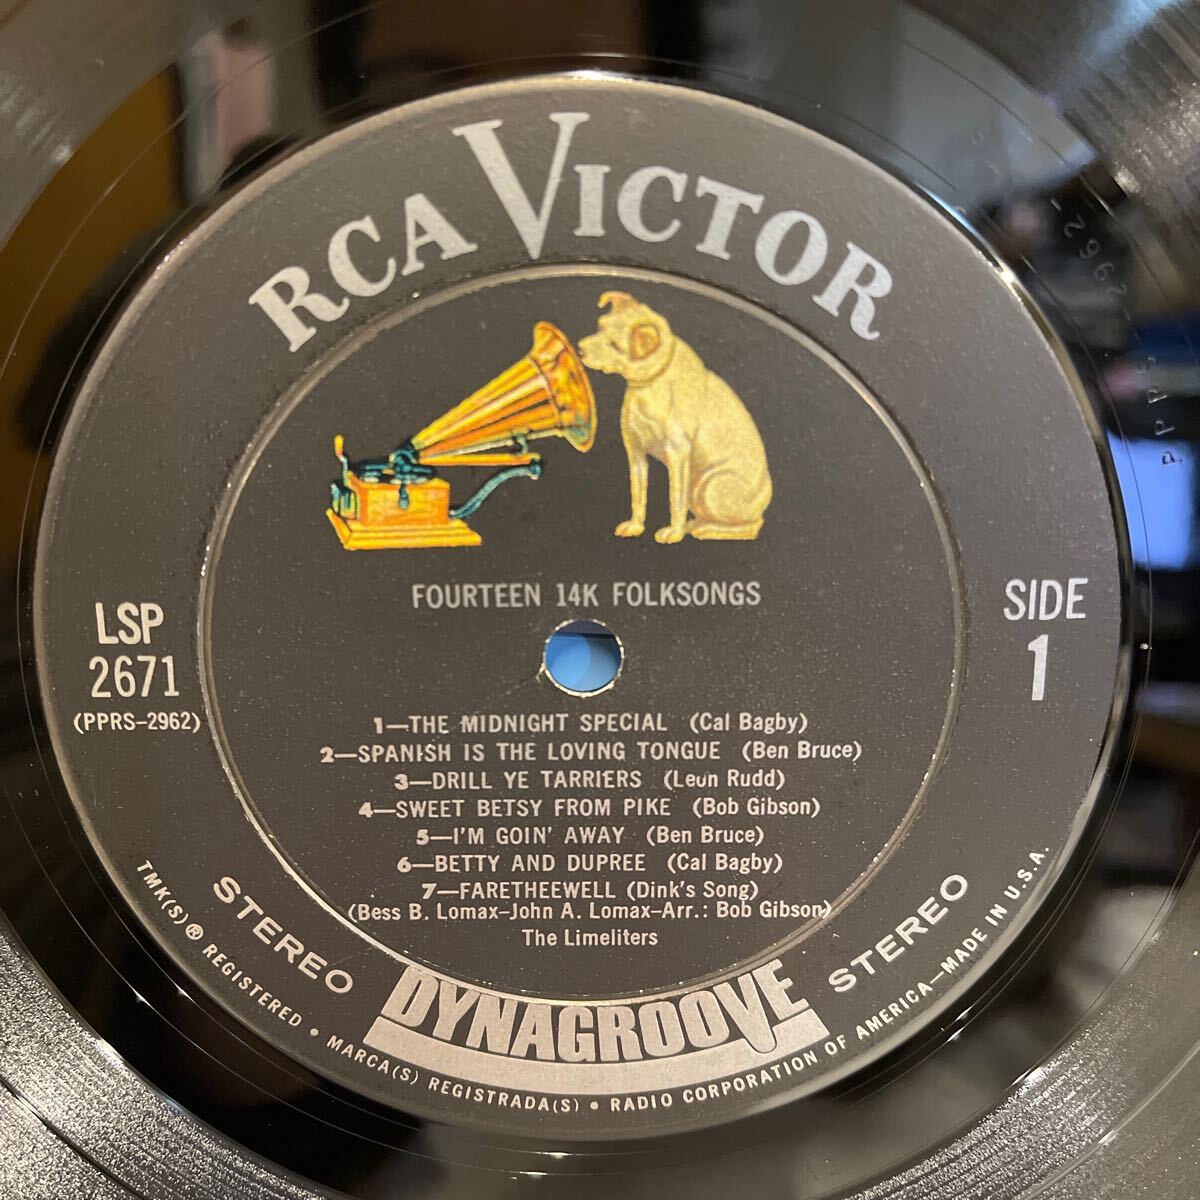 RCA VICTOR
FOURTEEN 14K FOLKSONGS
LSP
2671
(PPRS-2962)
SIDE
1
1—THE MIDNIGHT SPECIAL (Cal Bagby)
2—SPANISH IS THE LOVING TONGUE (Ben Bruce)
3—DRILL YE TARRIERS (Leon Rudd)
4—SWEET BETSY FROM PIKE (Bob Gibson)
5—I'M GOIN' AWAY (Ben Bruce)
6—BETTY AND DUPREE (Cal Bagby)
7—FARETHEEWELL (Dink's Song)
(Bess B. Lomax-John A. Lomax-Arr.: Bob Gibson)
The Limeliters
STEREO
DYNAGROOVE
STEREO
TMK(S) ® REGISTERED • MARCA(S) REGISTRADA(S) • RADIO CORPORATION OF AMERICA—MADE IN U.S.A.